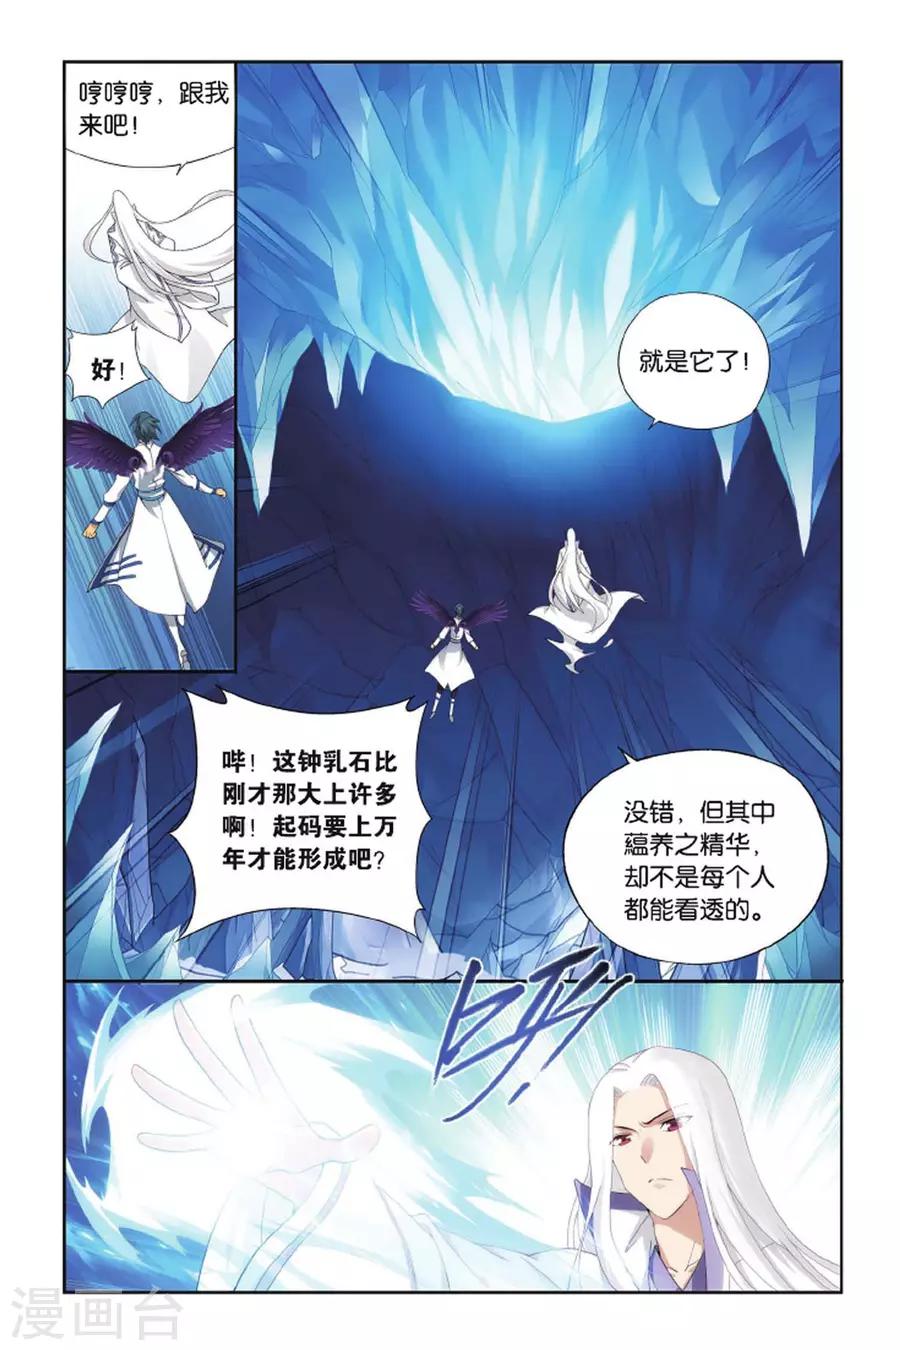 哼哼哼，跟我
来吧！
好！
就是它了！
哗！这钟乳石比
刚才那大上许多
啊！起码要上万
年才能形成吧？
没错，但其中
蕴养之精华，
却不是每个人
都能看透的。
呼
漫画台